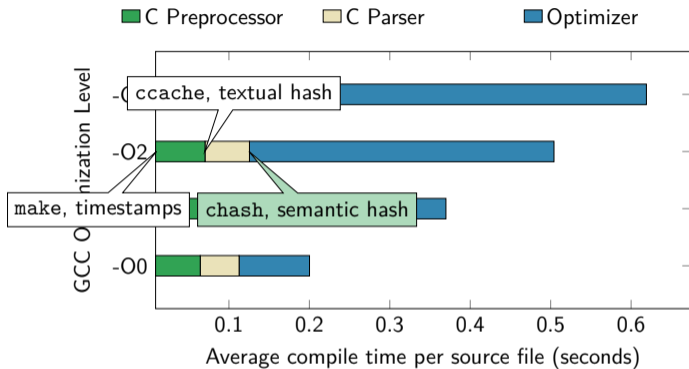 C Preprocessor C Parser Optimizer
ccache, textual hash
-O2
make, timestamps
chash, semantic hash
-O0
GCC
Level
0.1 0.2 0.3 0.4 0.5 0.6
Average compile time per source file (seconds)